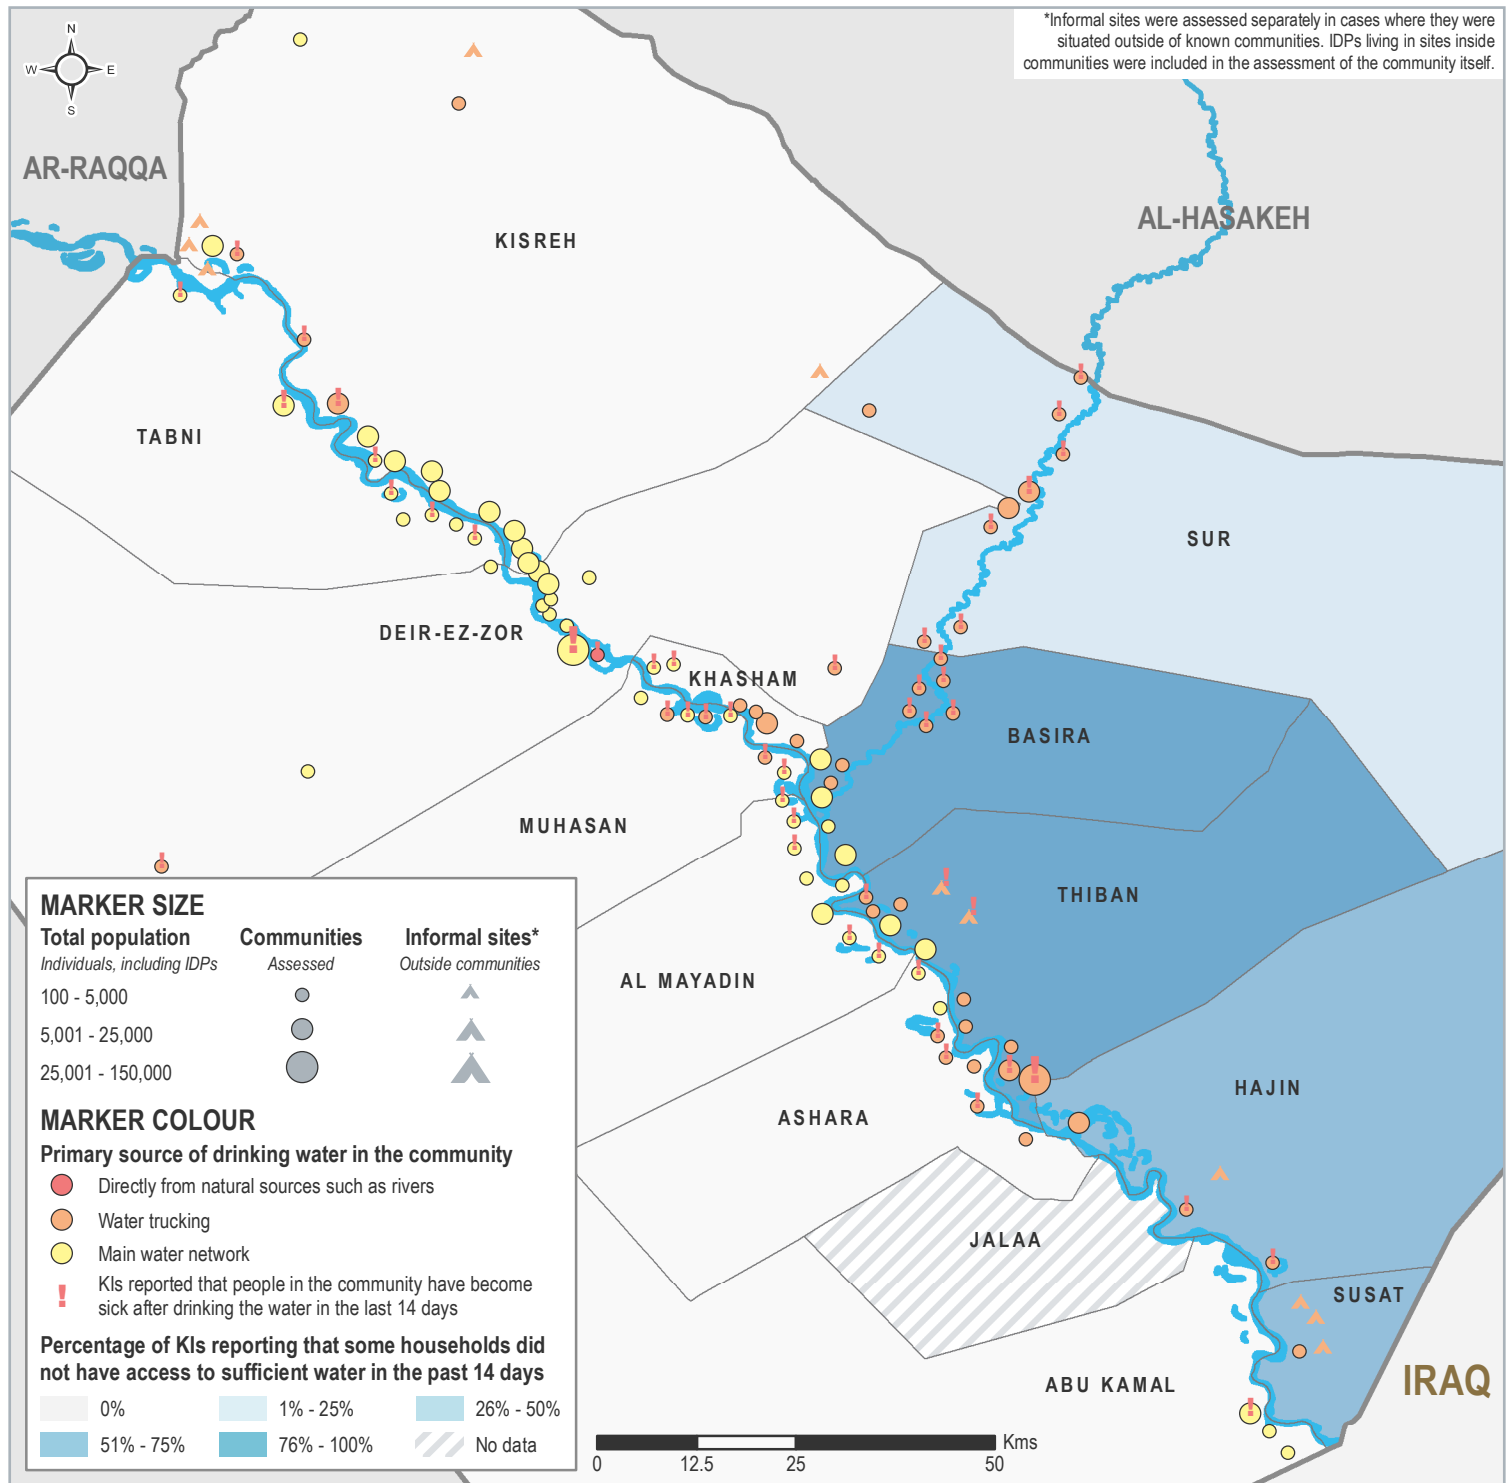 *Informal sites were assessed separately in cases where they were
situated outside of known communities. IDPs living in sites inside
communities were included in the assessment of the community itself.
N
W E
S
AR-RAQQA
AL-HASAKEH
KISREH
TABNI
SUR
DEIR-EZ-ZOR
KHASHAM
BASIRA
MUHASAN
THIBAN
AL MAYADIN
HAJIN
ASHARA
JALAA
SUSAT
ABU KAMAL
IRAQ
MARKER SIZE
Total population Communities Informal sites*
Individuals, including IDPs Assessed Outside communities
100 - 5,000
5,001 - 25,000
25,001 - 150,000
MARKER COLOUR
Primary source of drinking water in the community
Directly from natural sources such as rivers
Water trucking
Main water network
! KIs reported that people in the community have become
sick after drinking the water in the last 14 days
Percentage of KIs reporting that some households did
not have access to sufficient water in the past 14 days
0% 1% - 25% 26% - 50%
51% - 75% 76% - 100% No data
Kms
0 12.5 25 50